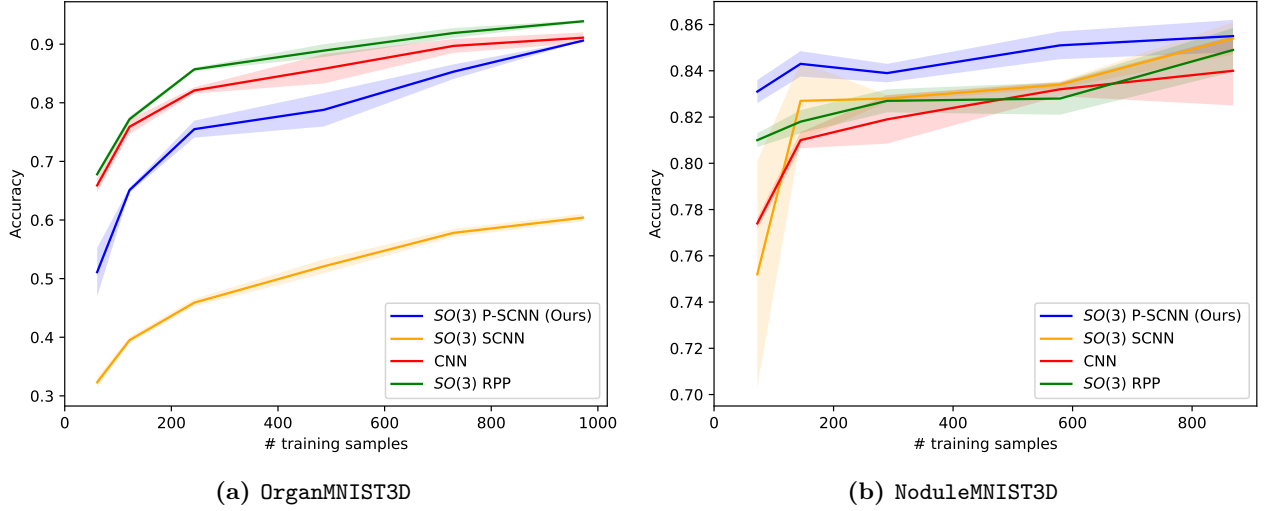 0.9
0.8
0.7
0.6
0.5
0.4
0.3
Accuracy
0
200
400
600
800
1000
# training samples
SO(3) P-SCNN (Ours)
SO(3) SCNN
CNN
SO(3) RPP
(a) OrganMNIST3D
0.86
0.84
0.82
0.80
0.78
0.76
0.74
0.72
0.70
Accuracy
0
200
400
600
800
# training samples
SO(3) P-SCNN (Ours)
SO(3) SCNN
CNN
SO(3) RPP
(b) NoduleMNIST3D